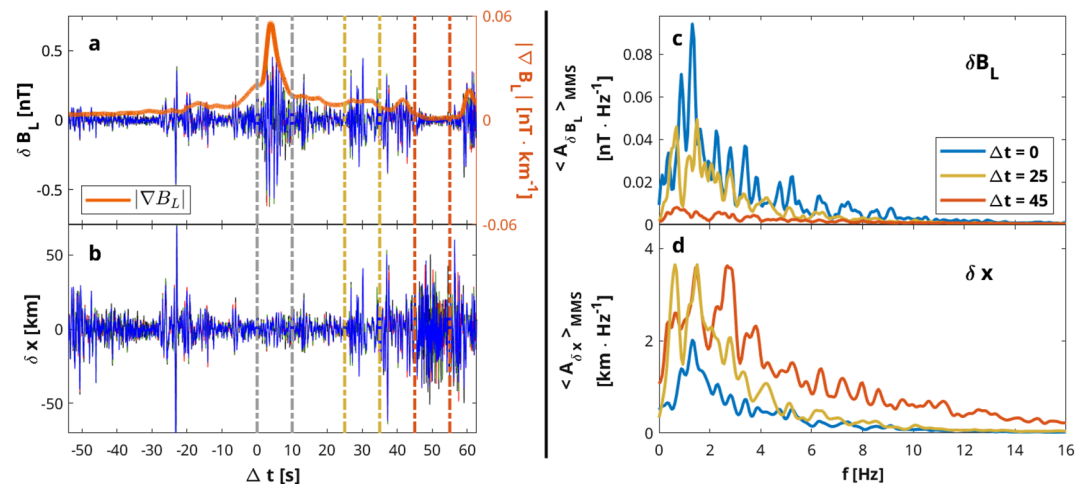 a
δ B_L [nT]
0.5
0
-0.5
|∇B_L|
0.06
0
-0.06
|∇ B_L| [nT · km⁻¹]
b
δ x [km]
50
0
-50
-50 -40 -30 -20 -10 0 10 20 30 40 50 60
Δ t [s]
c
δB_L
< A_δ B_L >_MMS
[nT · Hz⁻¹]
0.08
0.06
0.04
0.02
0
Δt = 0
Δt = 25
Δt = 45
d
δ x
< A_δ x >_MMS
[km · Hz⁻¹]
4
2
0
0 2 4 6 8 10 12 14 16
f [Hz]